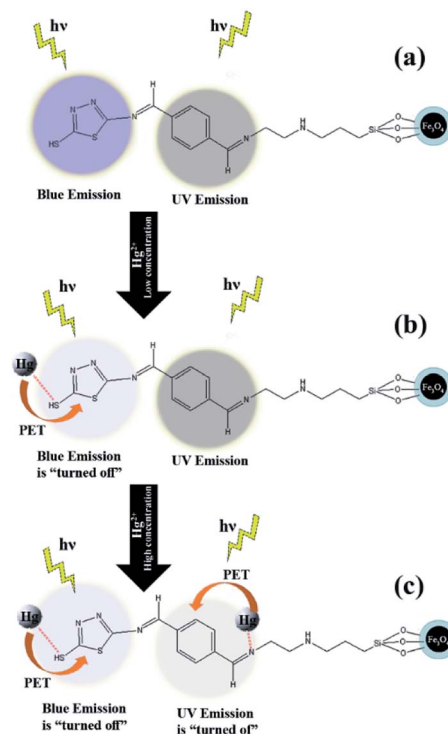 hν hν
(a)
H
N N
N
HS S
N
H
H
N
Si
O
O
O
Fe3O4
Blue Emission UV Emission
Hg2+
Low concentration
hν hν
(b)
Hg
H
N N
N
HS S
N
H
H
N
Si
O
O
O
Fe3O4
PET
Blue Emission
is “turned off”
UV Emission
Hg2+
High concentration
hν hν
(c)
PET
Hg Hg
H
N N
N
HS S
N
H
H
N
Si
O
O
O
Fe3O
PET
Blue Emission
is “turned off”
UV Emission
is “turned of”